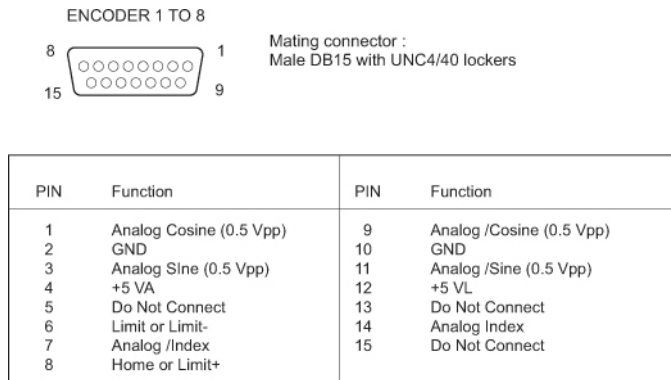 ENCODER 1 TO 8
8
1
15
9
Mating connector :
Male DB15 with UNC4/40 lockers
PIN Function PIN Function
1 Analog Cosine (0.5 Vpp) 9 Analog /Cosine (0.5 Vpp)
2 GND 10 GND
3 Analog SIne (0.5 Vpp) 11 Analog /Sine (0.5 Vpp)
4 +5 VA 12 +5 VL
5 Do Not Connect 13 Do Not Connect
6 Limit or Limit- 14 Analog Index
7 Analog /Index 15 Do Not Connect
8 Home or Limit+